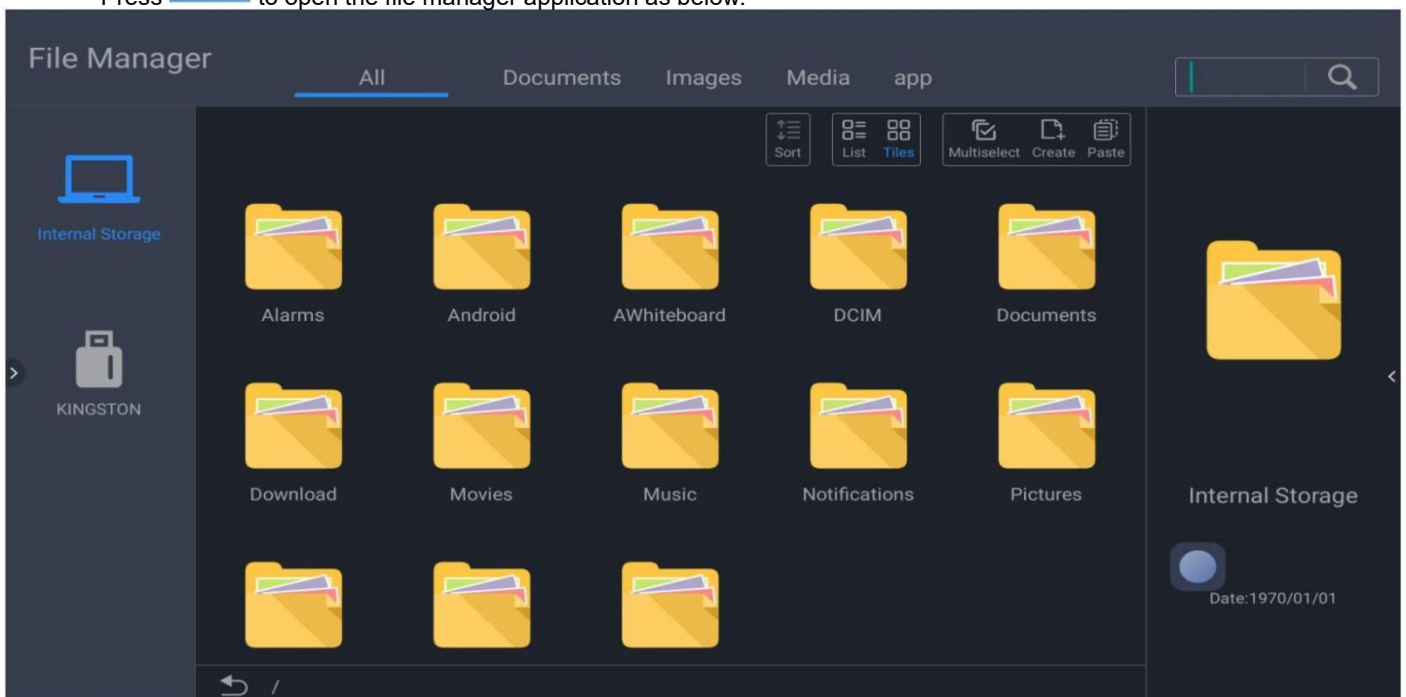 Press to open the file manager application as below.
File Manager
All Documents Images Media app
Sort List Tiles Multiselect Create Paste
Internal Storage
KINGSTON
Alarms Android AWhiteboard DCIM Documents
Download Movies Music Notifications Pictures
Internal Storage
Date:1970/01/01
/